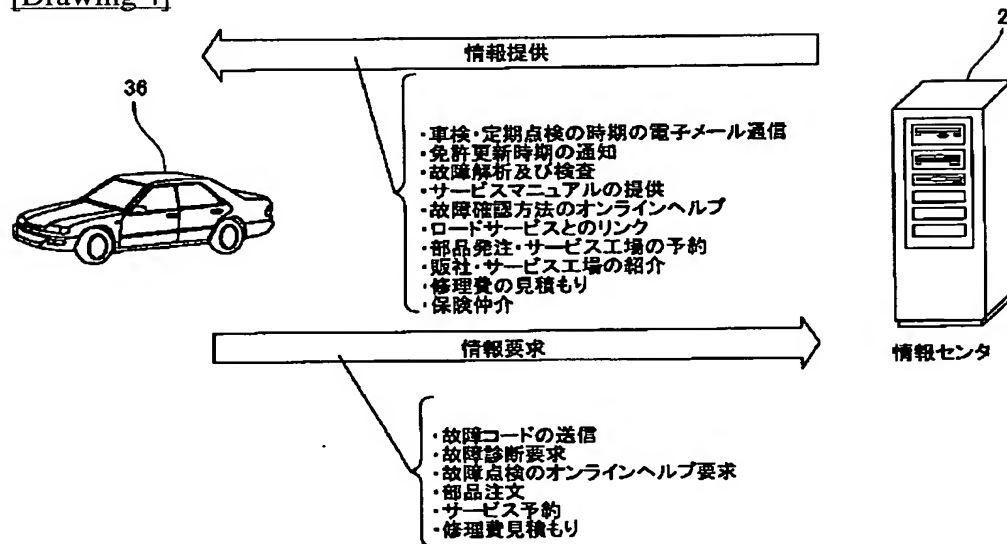 2
情報提供
36
・車検・定期点検の時期の電子メール通信
・免許更新時期の通知
・故障解析及び検査
・サービスマニュアルの提供
・故障確認方法のオンラインヘルプ
・ロードサービスとのリンク
・部品発注・サービス工場の予約
・販社・サービス工場の紹介
・修理費の見積もり
・保険仲介
情報要求
情報センタ
・故障コードの送信
・故障診断要求
・故障点検のオンラインヘルプ要求
・部品注文
・サービス予約
・修理費見積もり